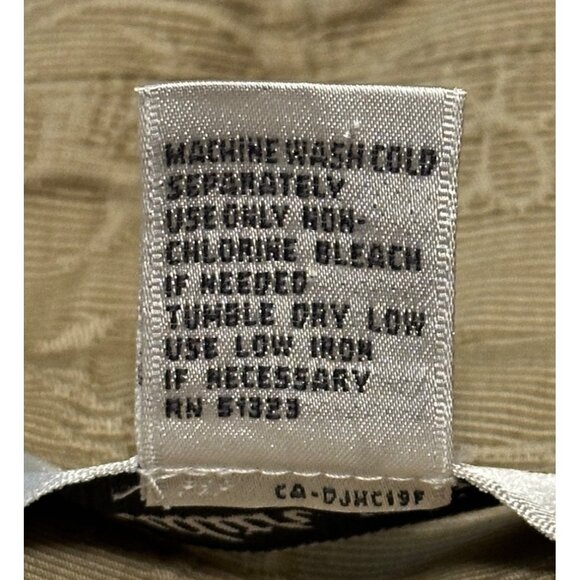 MACHINE WASH COLD
SEPARATELY
USE ONLY NON-
CHLORINE BLEACH
IF NEEDED
TUMBLE DRY LOW
USE LOW IRON
IF NECESSARY
RN 51323
CA-DJHC19F